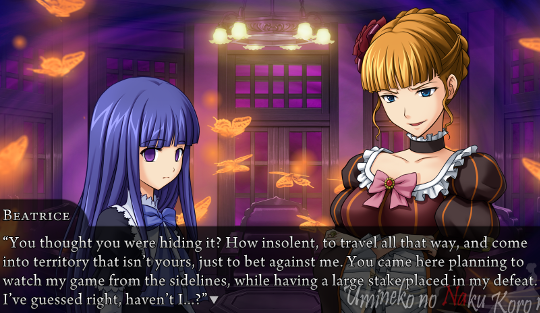 BEATRICE
“You thought you were hiding it? How insolent, to travel all that way, and come
into territory that isn't yours, just to bet against me. You came here planning to
watch my game from the sidelines, while having a large stake placed in my defeat.
I've guessed right, haven't I...?”
Umineko no Naku Koro